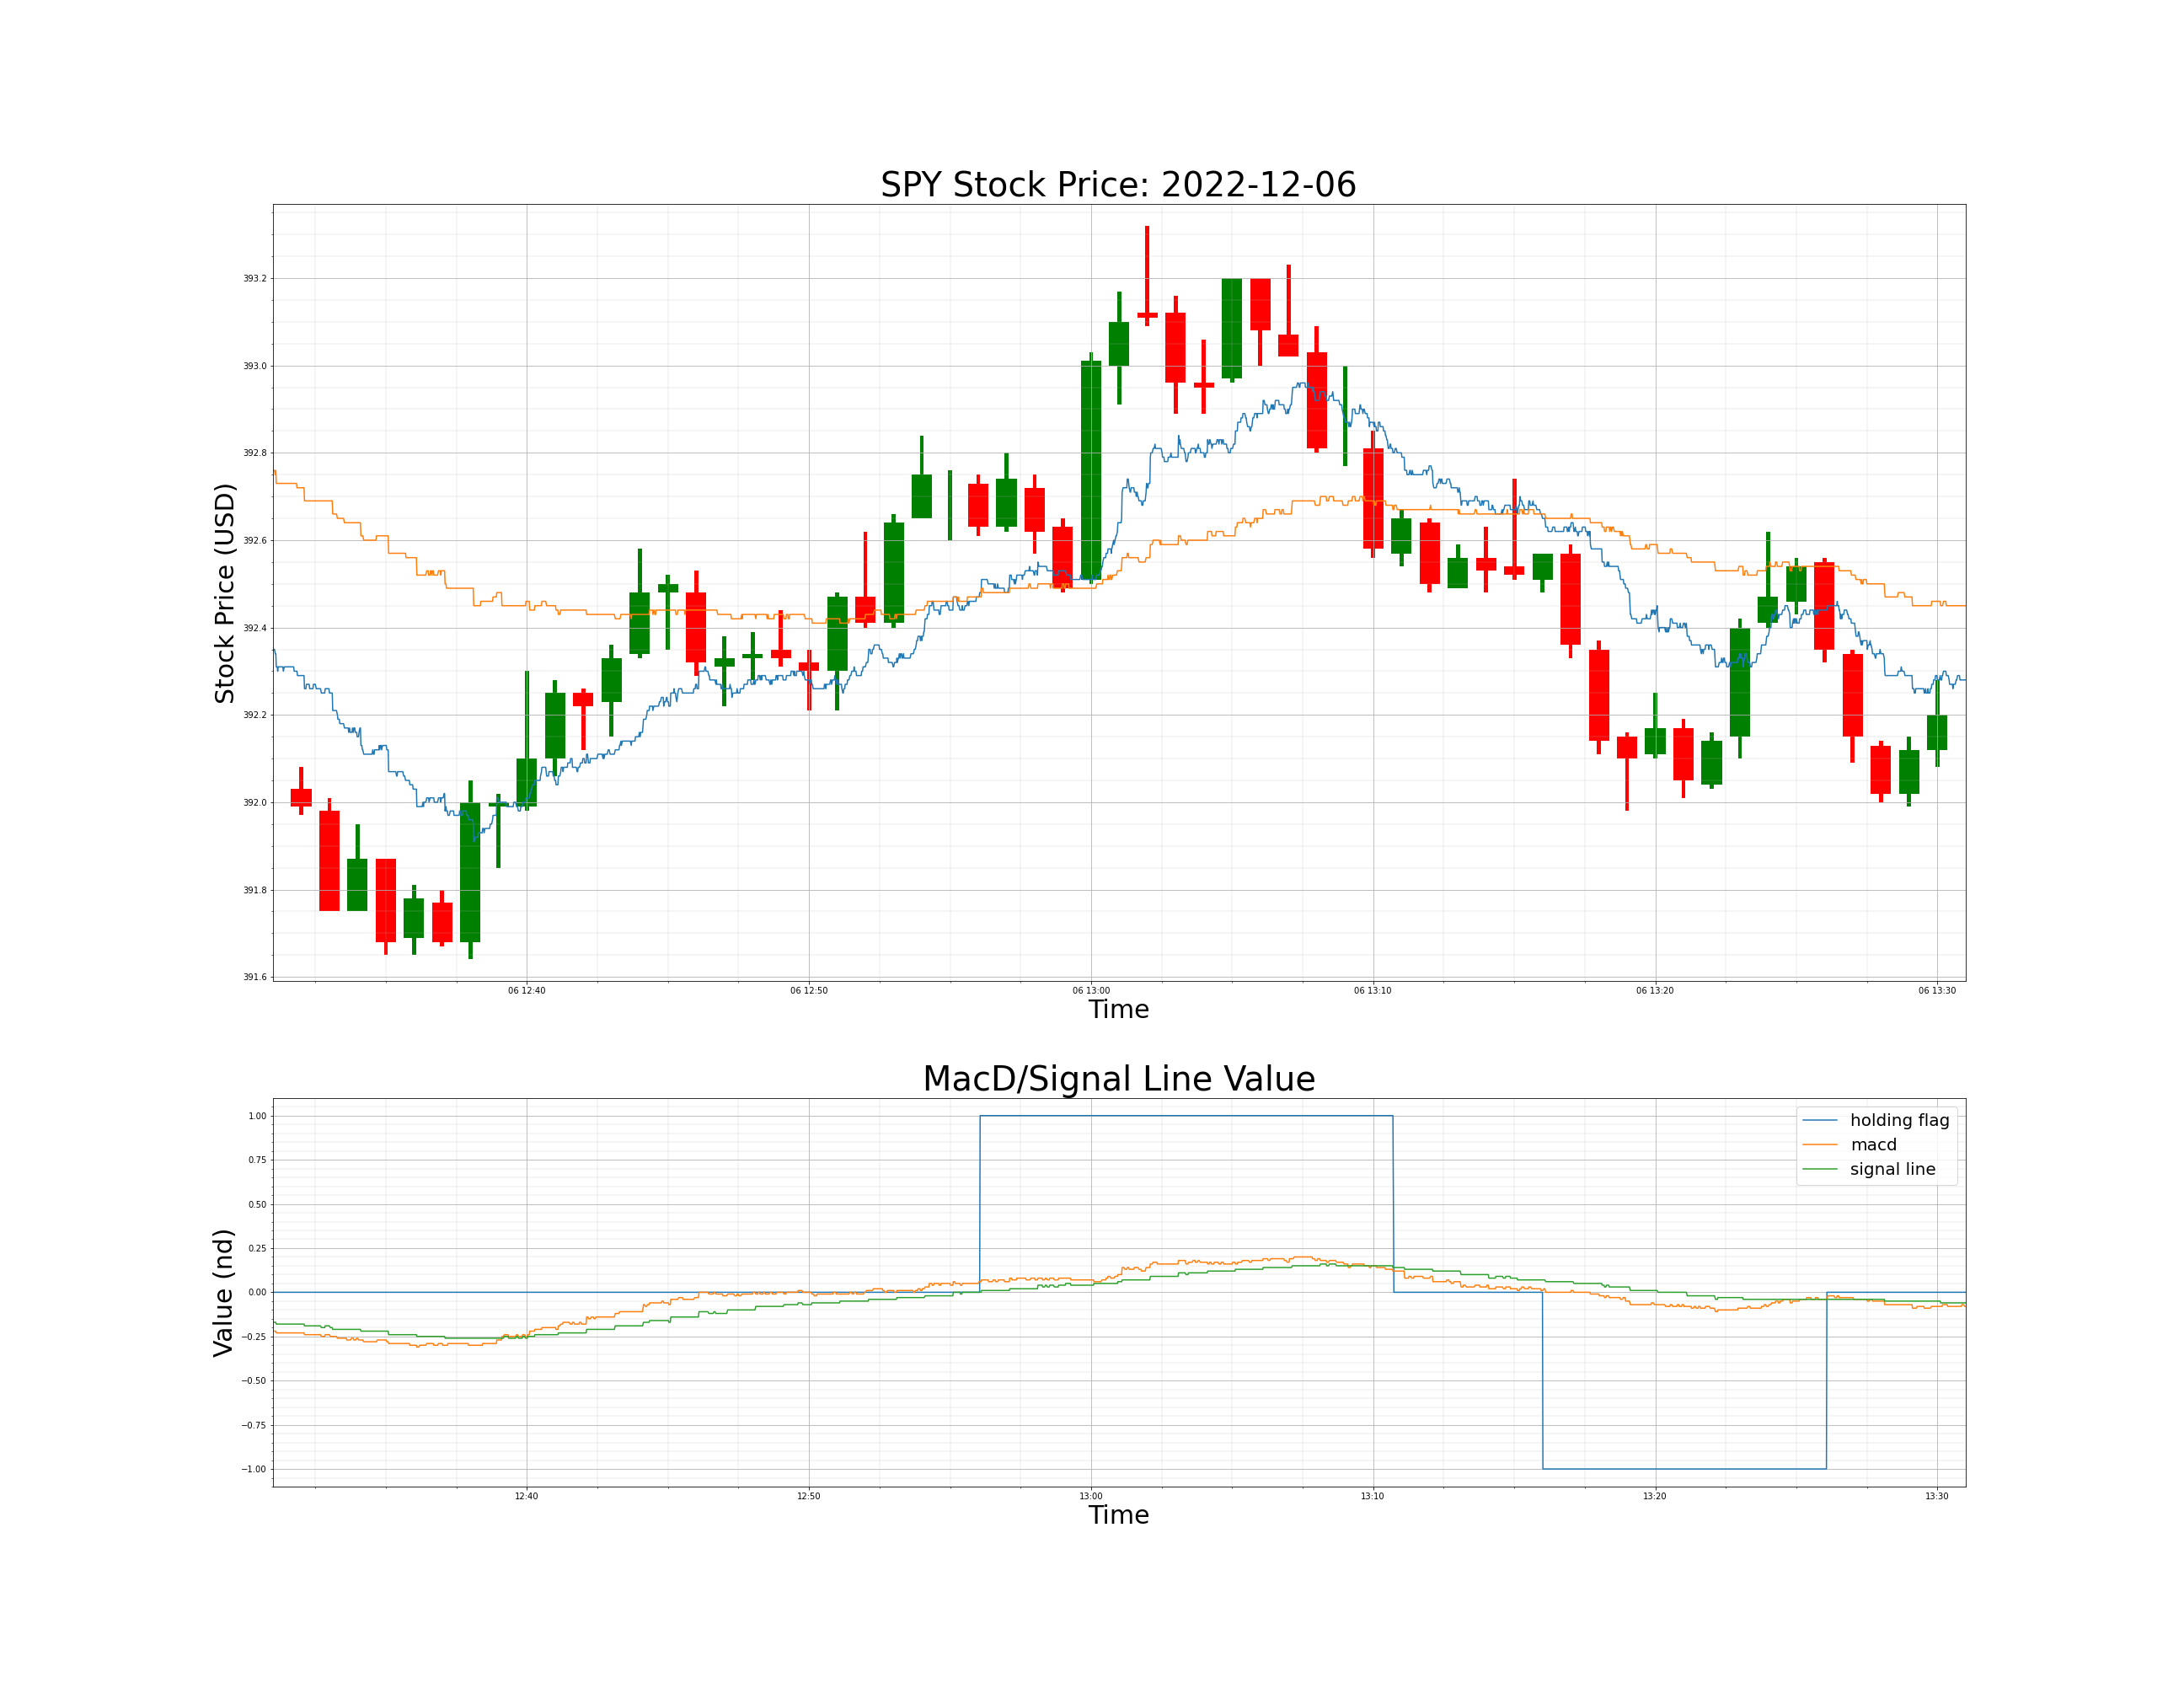 SPY Stock Price: 2022-12-06
Stock Price (USD)
393.2
393.0
392.8
392.6
392.4
392.2
392.0
391.8
391.6
06 12:40 06 12:50 06 13:00 06 13:10 06 13:20 06 13:30
Time
MacD/Signal Line Value
Value (nd)
1.00
0.75
0.50
0.25
0.00
−0.25
−0.50
−0.75
−1.00
holding flag
macd
signal line
12:40 12:50 13:00 13:10 13:20 13:30
Time